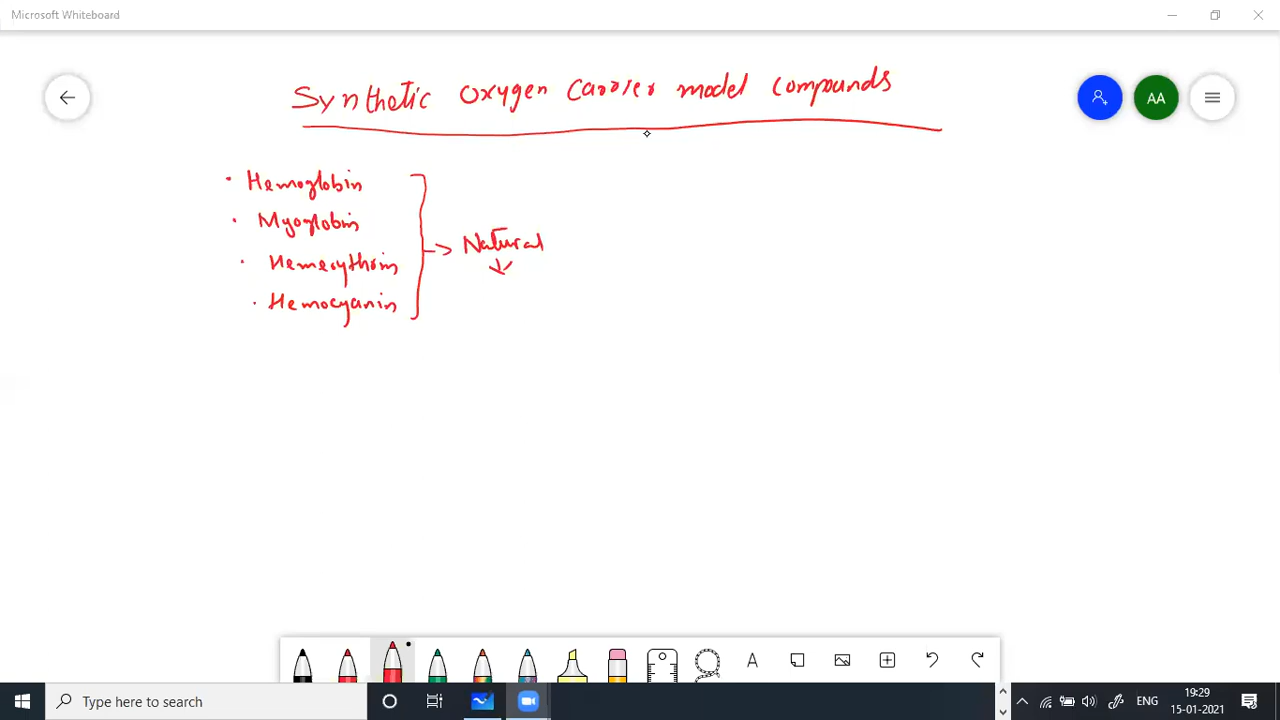 Microsoft Whiteboard
Synthetic oxygen carrier model compounds
AA
• Hemoglobin
• Myoglobin
→ Natural
• Hemerythrin
• Hemocyanin
A
Type here to search
ENG
19:29
15-01-2021